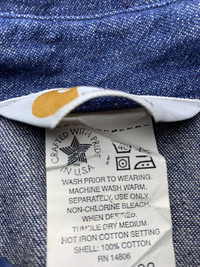 CRAFTED WITH PRIDE
IN U.S.A.
WASH PRIOR TO WEARING.
MACHINE WASH WARM,
SEPARATELY, USE ONLY
NON-CHLORINE BLEACH,
WHEN DESIRED.
TUMBLE DRY MEDIUM.
HOT IRON COTTON SETTING
SHELL: 100% COTTON
RN 14806